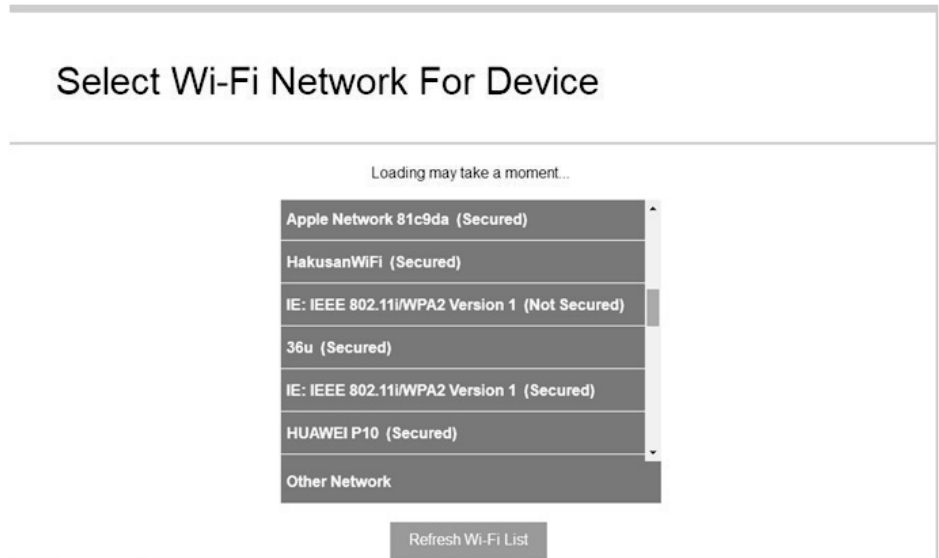 Select Wi-Fi Network For Device
Loading may take a moment...
Apple Network 81c9da (Secured)
HakusanWiFi (Secured)
IE: IEEE 802.11i/WPA2 Version 1 (Not Secured)
36u (Secured)
IE: IEEE 802.11i/WPA2 Version 1 (Secured)
HUAWEI P10 (Secured)
Other Network
Refresh Wi-Fi List